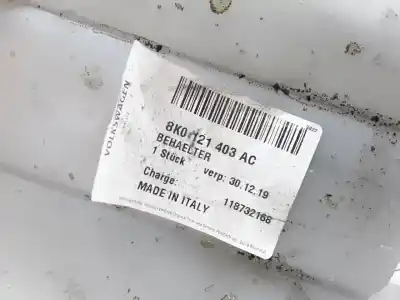 VOLKSWAGEN
8K0 121 403 AC
BEHAELTER
1 Stück verp: 30.12.19
Charge: 118732168
MADE IN ITALY